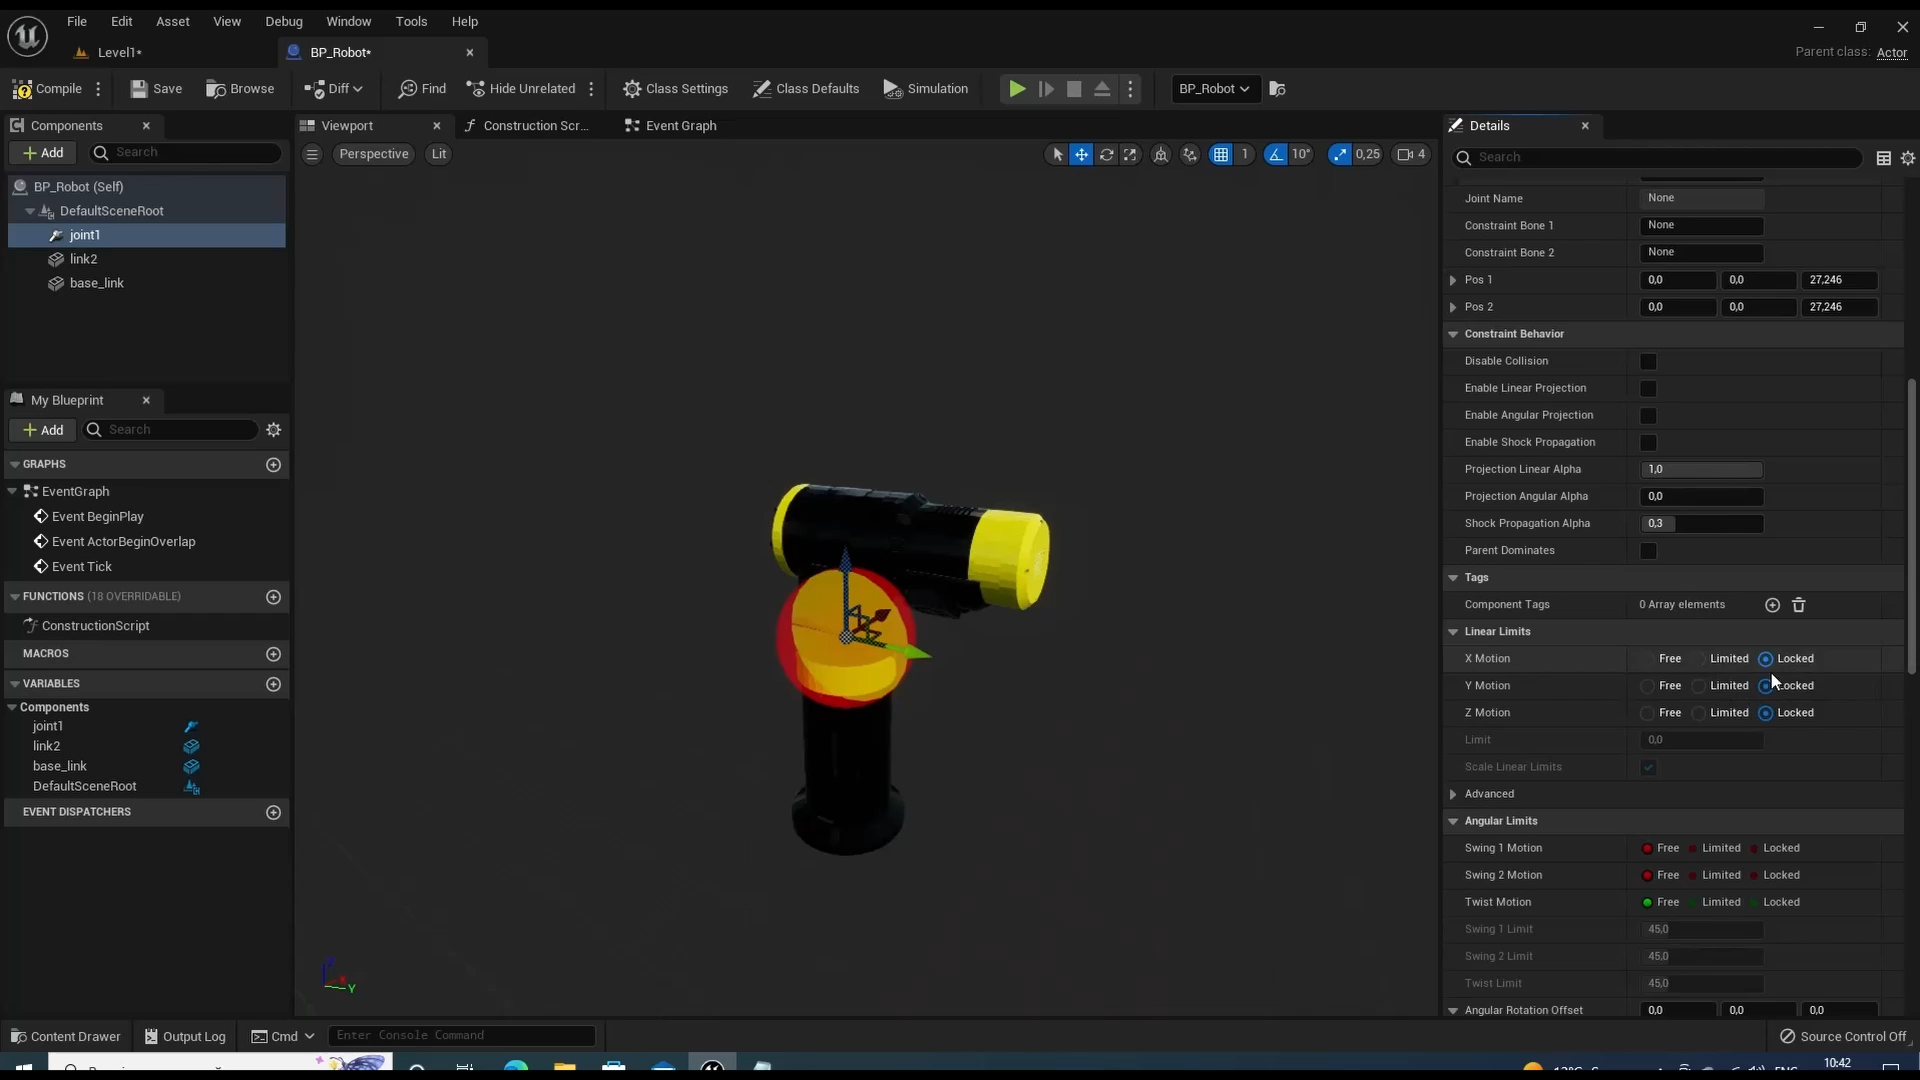 File Edit Asset View Debug Window Tools Help
Level1* BP_Robot* Parent class: Actor
Compile Save Browse Diff Find Hide Unrelated Class Settings Class Defaults Simulation BP_Robot
Components Viewport Construction Scr... Event Graph Details
Add Search Perspective Lit 1 10° 0,25 4 Search
BP_Robot (Self)
DefaultSceneRoot
joint1
link2
base_link
Joint Name None
Constraint Bone 1 None
Constraint Bone 2 None
Pos 1 0,0 0,0 27,246
Pos 2 0,0 0,0 27,246
Constraint Behavior
Disable Collision
Enable Linear Projection
Enable Angular Projection
Enable Shock Propagation
Projection Linear Alpha 1,0
Projection Angular Alpha 0,0
Shock Propagation Alpha 0,3
Parent Dominates
Tags
Component Tags 0 Array elements
Linear Limits
X Motion Free Limited Locked
Y Motion Free Limited Locked
Z Motion Free Limited Locked
Limit 0,0
Scale Linear Limits
Advanced
Angular Limits
Swing 1 Motion Free Limited Locked
Swing 2 Motion Free Limited Locked
Twist Motion Free Limited Locked
Swing 1 Limit 45,0
Swing 2 Limit 45,0
Twist Limit 45,0
Angular Rotation Offset 0,0 0,0 0,0
My Blueprint
Add Search
GRAPHS
EventGraph
Event BeginPlay
Event ActorBeginOverlap
Event Tick
FUNCTIONS (18 OVERRIDABLE)
ConstructionScript
MACROS
VARIABLES
Components
joint1
link2
base_link
DefaultSceneRoot
EVENT DISPATCHERS
Z
Y
Content Drawer Output Log Cmd Enter Console Command Source Control Off
10:42